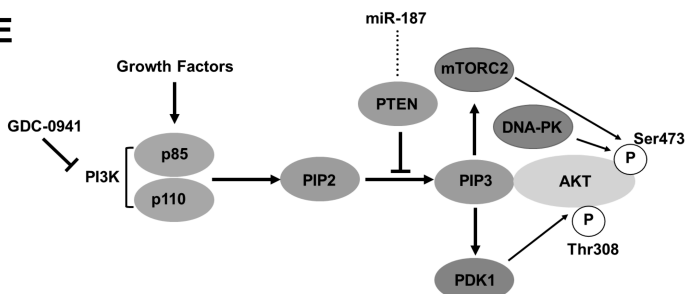 E
miR-187
Growth Factors
mTORC2
PTEN
GDC-0941
DNA-PK
Ser473
P
p85
PI3K
PIP2
PIP3
AKT
p110
P
Thr308
PDK1